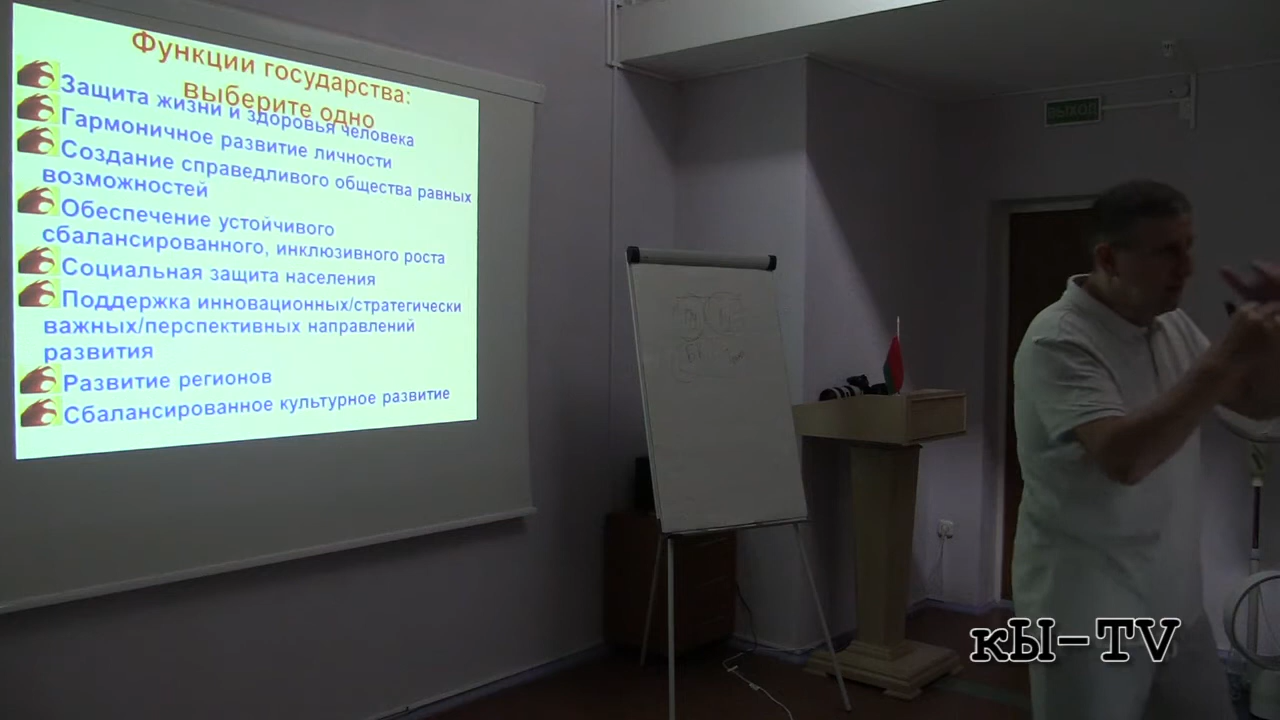 Функции государства:
выберите одно
Защита жизни и здоровья человека
Гармоничное развитие личности
Создание справедливого общества равных
возможностей
Обеспечение устойчивого
сбалансированного, инклюзивного роста
Социальная защита населения
Поддержка инновационных/стратегически
важных/перспективных направлений
развития
Развитие регионов
Сбалансированное культурное развитие
ВЫХОД
кЫ-TV